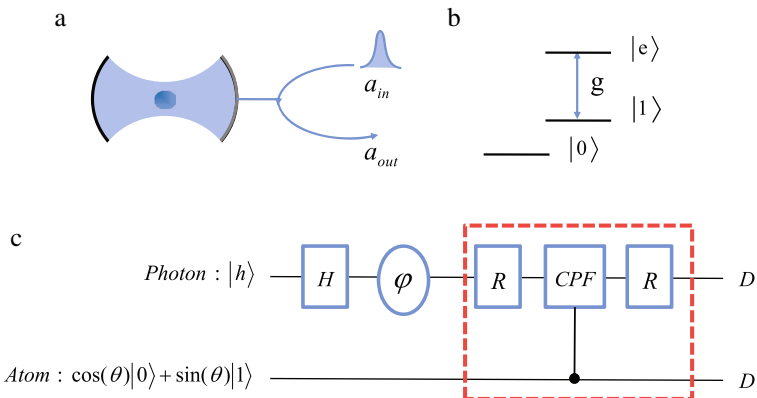 a
b
a_in
a_out
|e⟩
g
|1⟩
|0⟩
c
Photon : |h⟩
H
φ
R
CPF
R
D
Atom : cos(θ)|0⟩ + sin(θ)|1⟩
D